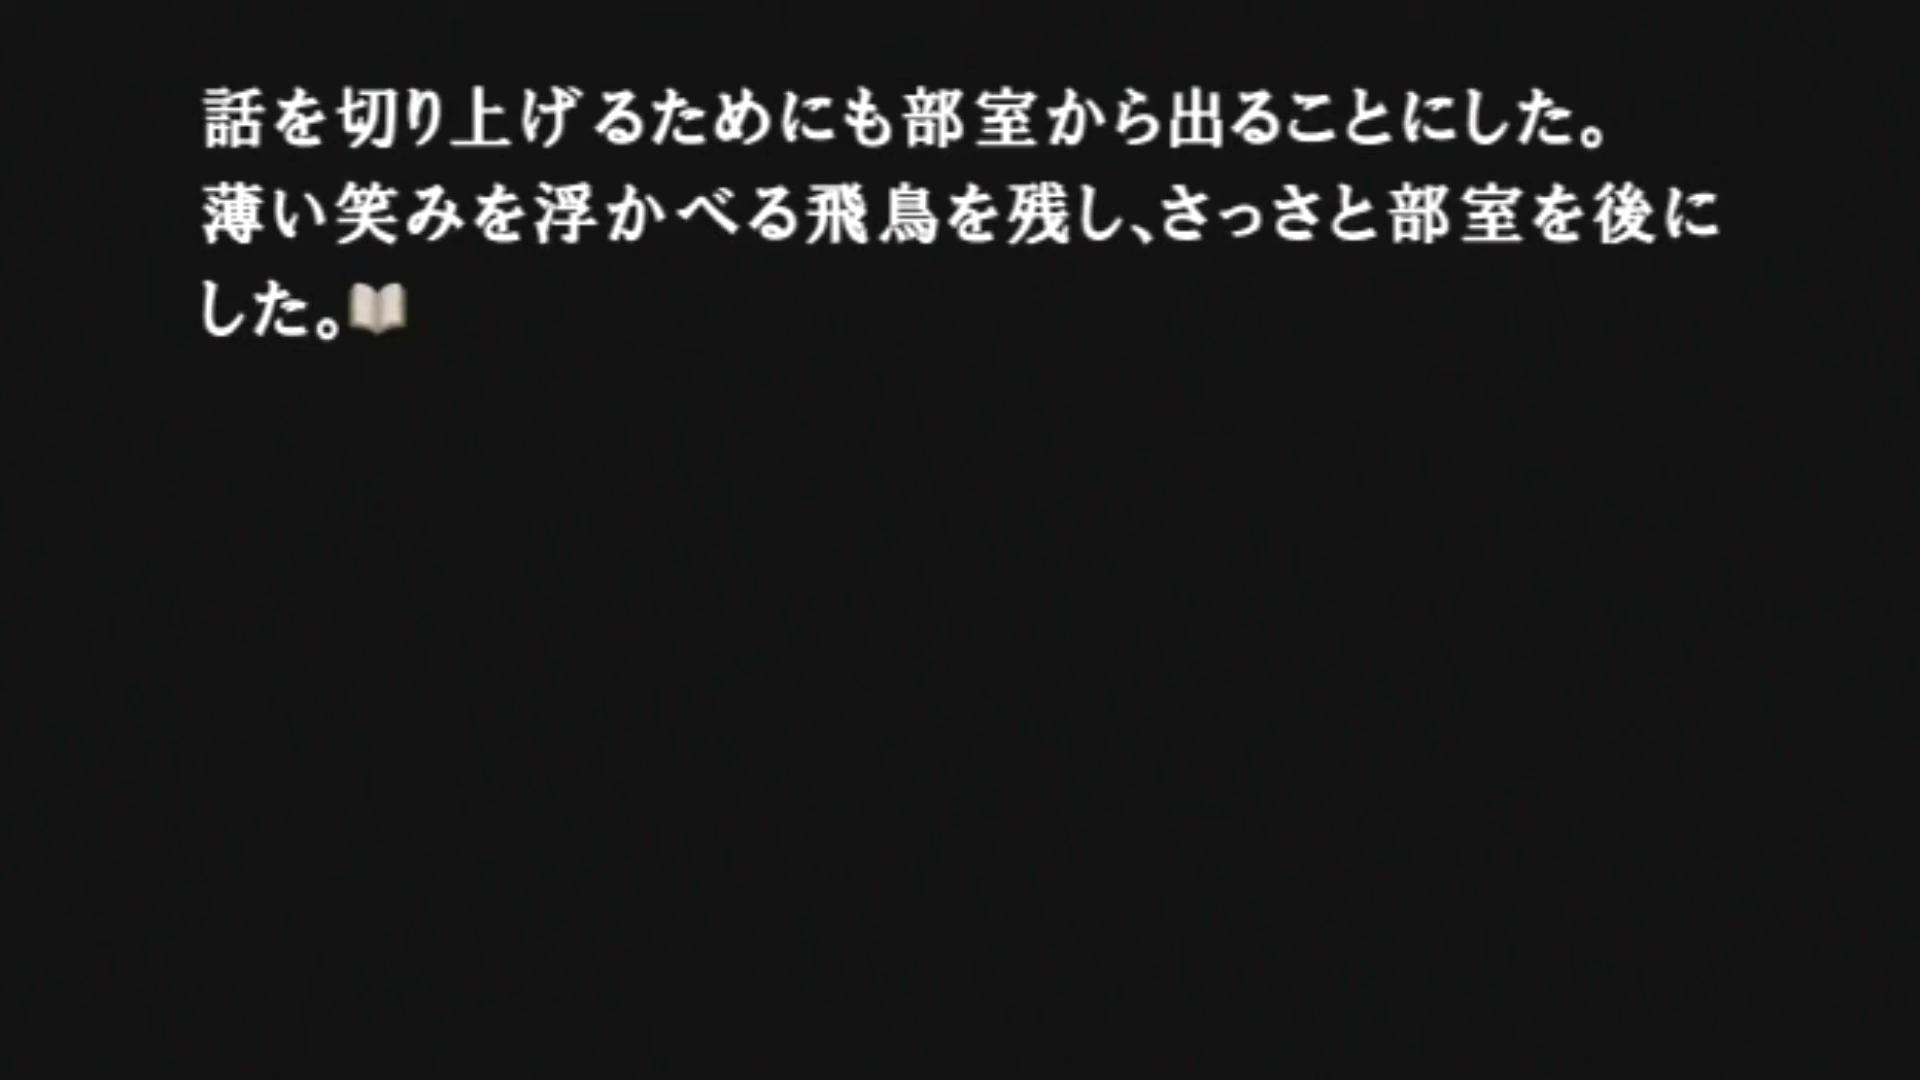 話を切り上げるためにも部室から出ることにした。
薄い笑みを浮かべる飛鳥を残し、さっさと部室を後に
した。